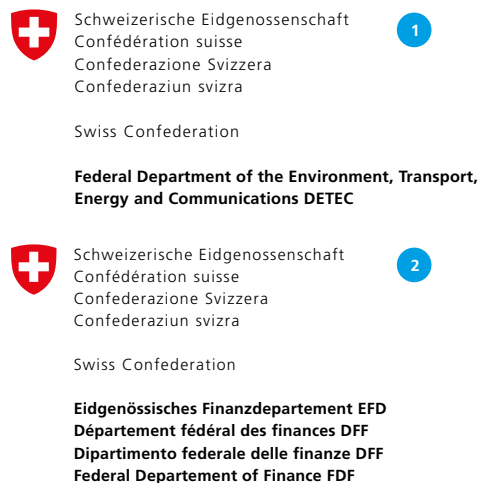 Schweizerische Eidgenossenschaft
Confédération suisse
Confederazione Svizzera
Confederaziun svizra
1
Swiss Confederation
Federal Department of the Environment, Transport,
Energy and Communications DETEC
Schweizerische Eidgenossenschaft
Confédération suisse
Confederazione Svizzera
Confederaziun svizra
2
Swiss Confederation
Eidgenössisches Finanzdepartement EFD
Département fédéral des finances DFF
Dipartimento federale delle finanze DFF
Federal Departement of Finance FDF